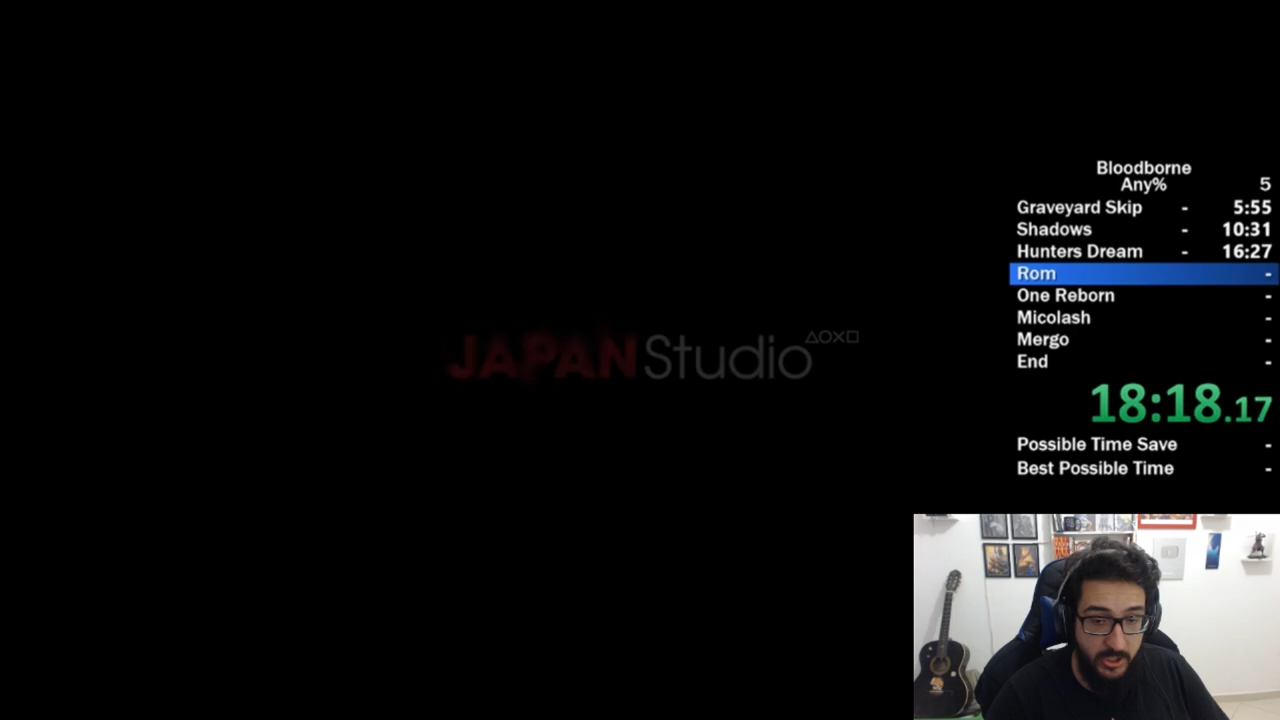 JAPAN Studio
Bloodborne
Any% 5
Graveyard Skip - 5:55
Shadows - 10:31
Hunters Dream - 16:27
Rom -
One Reborn -
Micolash -
Mergo -
End -
18:18.17
Possible Time Save -
Best Possible Time -